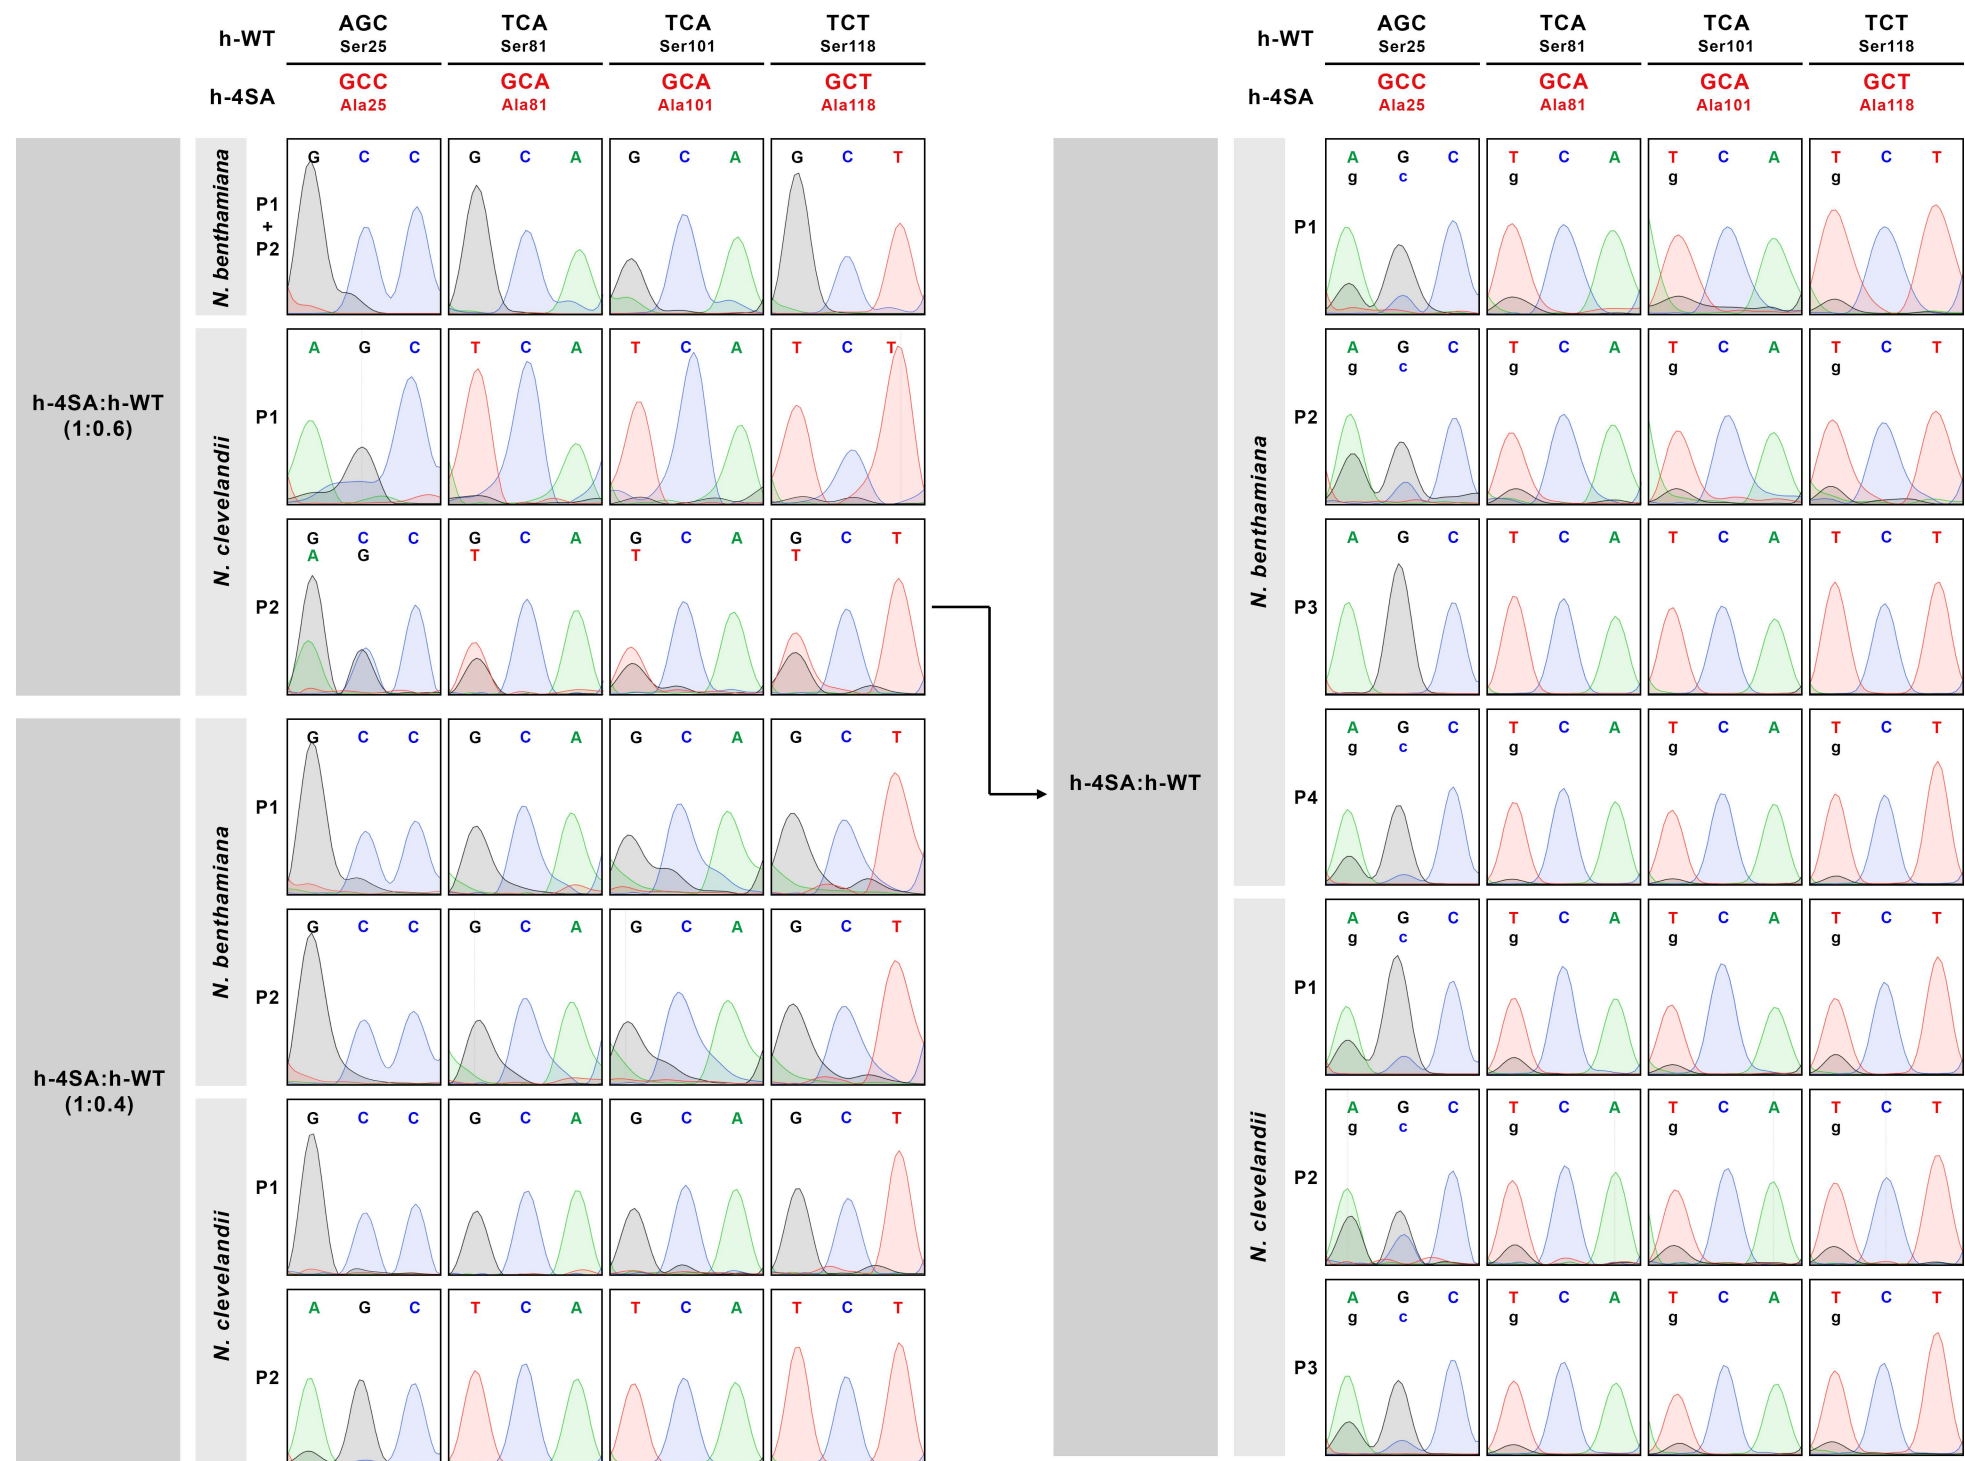 h-WT
AGC TCA TCA TCT
Ser25 Ser81 Ser101 Ser118
h-4SA
GCC GCA GCA GCT
Ala25 Ala81 Ala101 Ala118
h-4SA:h-WT
(1:0.6)
N. benthamiana
P1
+
P2
G C C G C A G C A G C T
N. clevelandii
P1
A G C T C A T C A T C T
P2
G C C G C A G C A G C T
A G T T T
h-4SA:h-WT
(1:0.4)
N. benthamiana
P1
G C C G C A G C A G C T
P2
G C C G C A G C A G C T
N. clevelandii
P1
G C C G C A G C A G C T
P2
A G C T C A T C A T C T
h-WT
AGC TCA TCA TCT
Ser25 Ser81 Ser101 Ser118
h-4SA
GCC GCA GCA GCT
Ala25 Ala81 Ala101 Ala118
h-4SA:h-WT
N. benthamiana
P1
A G C T C A T C A T C T
g c g g g
P2
A G C T C A T C A T C T
g c g g g
P3
A G C T C A T C A T C T
P4
A G C T C A T C A T C T
g c g g g
N. clevelandii
P1
A G C T C A T C A T C T
g c g g g
P2
A G C T C A T C A T C T
g c g g g
P3
A G C T C A T C A T C T
g c g g g